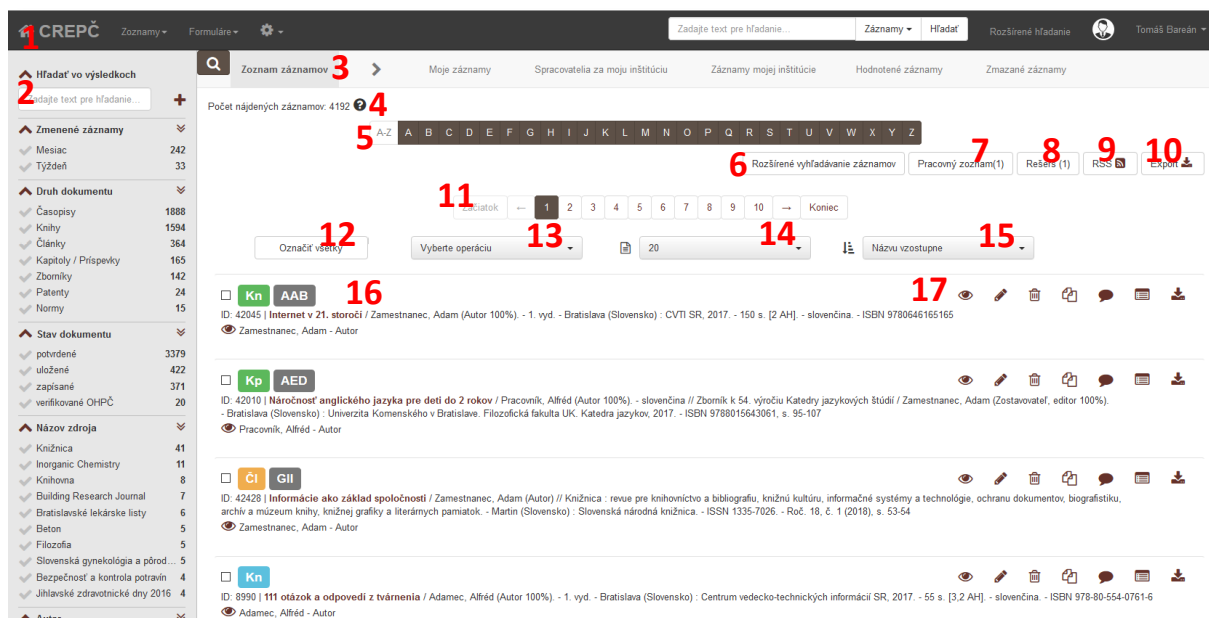 1 CREPČ Zoznamy Formuláre Zadajte text pre hľadanie... Záznamy Hľadať Rozšírené hľadanie Tomáš Bareán
Hľadať vo výsledkoch
2 Zadajte text pre hľadanie...
Zmenené záznamy
Mesiac 242
Týždeň 33
Druh dokumentu
Časopisy 1888
Knihy 1594
Články 364
Kapitoly / Príspevky 165
Zborníky 142
Patenty 24
Normy 15
Stav dokumentu
potvrdené 3379
uložené 422
zapísané 371
verifikované OHPČ 20
Názov zdroja
Knižnica 41
Inorganic Chemistry 11
Knihovna 8
Building Research Journal 7
Bratislavské lekárske listy 6
Beton 5
Filozofia 5
Slovenská gynekológia a pôrod... 5
Bezpečnosť a kontrola potravín 4
Jihlavské zdravotnické dny 2016 4
Autor
Zoznam záznamov 3 Moje záznamy Spracovatelia za moju inštitúciu Záznamy mojej inštitúcie Hodnotené záznamy Zmazané záznamy
Počet nájdených záznamov: 4192 ? 4
5 A-Z A B C D E F G H I J K L M N O P Q R S T U V W X Y Z
6 Rozšírené vyhľadávanie záznamov Pracovný zoznam(1) 7 Rešerš (1) 8 RSS 9 Export 10
11 Začiatok ← 1 2 3 4 5 6 7 8 9 10 → Koniec
Označiť všetky 12 Vyberte operáciu 13 20 14 Názvu vzostupne 15
Kn AAB 16 17
ID: 42045 | Internet v 21. storočí / Zamestnanec, Adam (Autor 100%). - 1. vyd. - Bratislava (Slovensko) : CVTI SR, 2017. - 150 s. [2 AH]. - slovenčina. - ISBN 9780646165165
Zamestnanec, Adam - Autor
Kp AED
ID: 42010 | Náročnosť anglického jazyka pre deti do 2 rokov / Pracovník, Alfréd (Autor 100%). - slovenčina // Zborník k 54. výročiu Katedry jazykových štúdií / Zamestnanec, Adam (Zostavovateľ, editor 100%).
- Bratislava (Slovensko) : Univerzita Komenského v Bratislave. Filozofická fakulta UK. Katedra jazykov, 2017. - ISBN 9788015643061, s. 95-107
Pracovník, Alfréd - Autor
Čl GII
ID: 42428 | Informácie ako základ spoločnosti / Zamestnanec, Adam (Autor) // Knižnica : revue pre knihovníctvo a bibliografiu, knižnú kultúru, informačné systémy a technológie, ochranu dokumentov, biografistiku,
archív a múzeum knihy, knižnej grafiky a literárnych pamiatok. - Martin (Slovensko) : Slovenská národná knižnica. - ISSN 1335-7026. - Roč. 18, č. 1 (2018), s. 53-54
Zamestnanec, Adam - Autor
Kn
ID: 8990 | 111 otázok a odpovedí z tvárnenia / Adamec, Alfréd (Autor 100%). - 1. vyd. - Bratislava (Slovensko) : Centrum vedecko-technických informácií SR, 2017. - 55 s. [3,2 AH]. - slovenčina. - ISBN 978-80-554-0761-6
Adamec, Alfréd - Autor